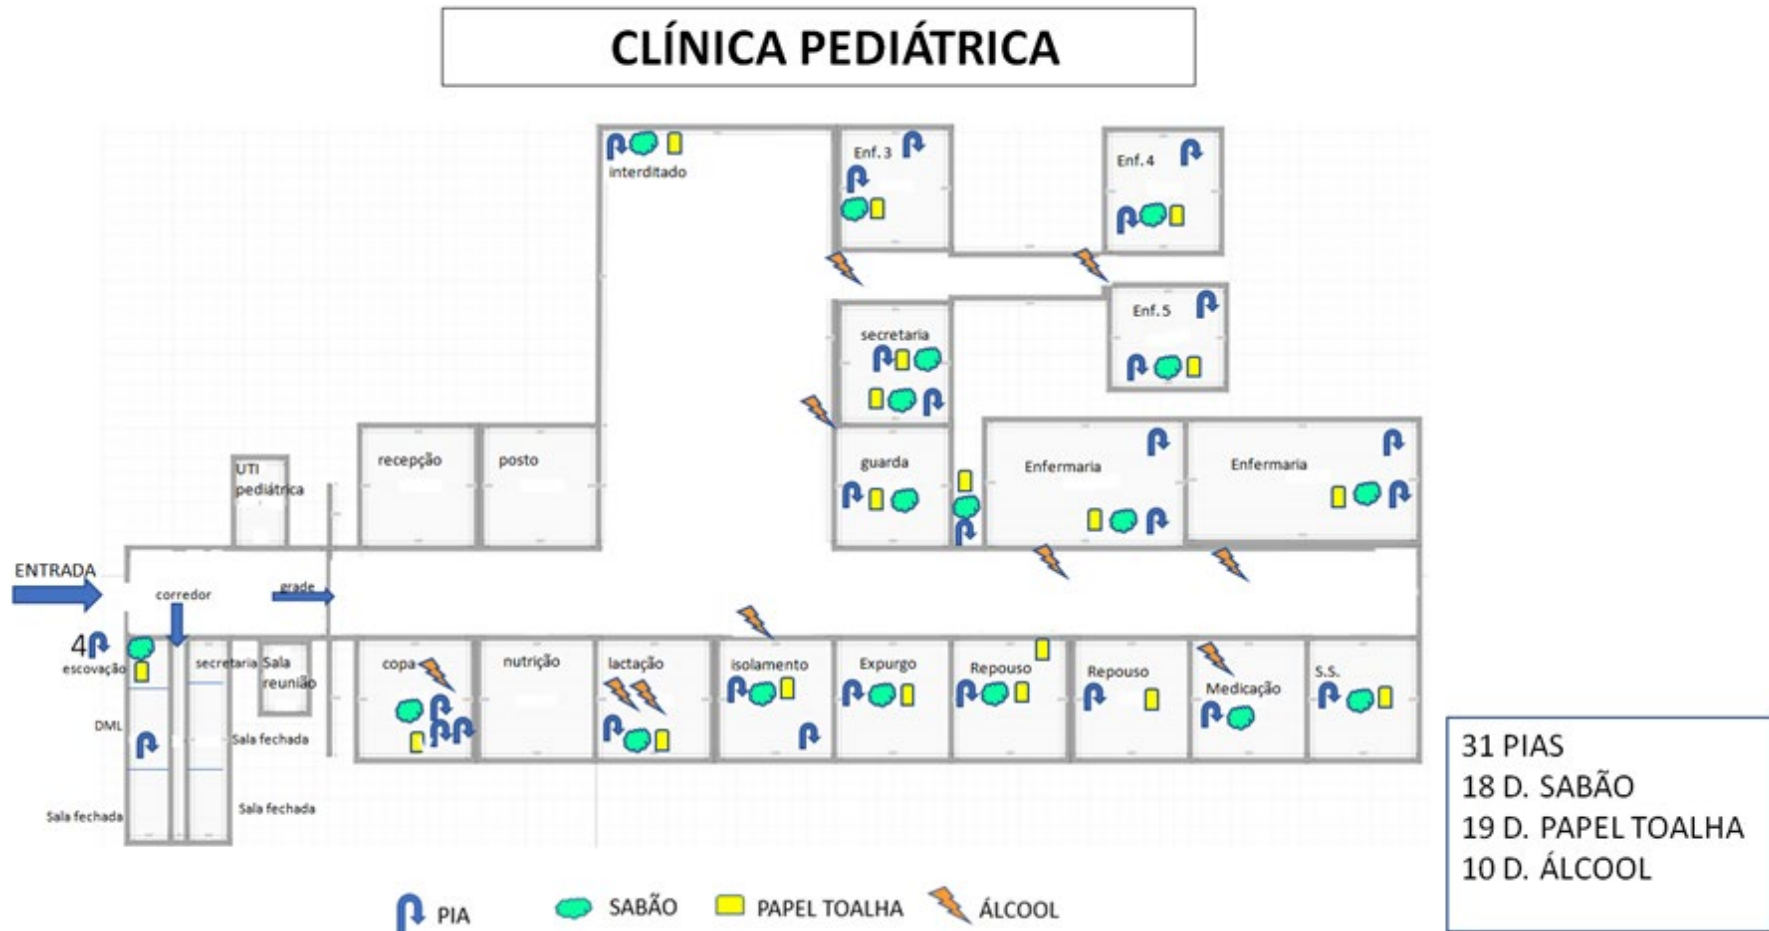 CLÍNICA PEDIÁTRICA
interditado
Enf. 3
Enf. 4
secretaria
Enf. 5
recepção
posto
guarda
Enfermaria
Enfermaria
UTI
pediátrica
ENTRADA
corredor
grade
4
escovação
secretaria
Sala
reunião
copa
nutrição
lactação
isolamento
Expurgo
Repouso
Repouso
Medicação
S.S.
DML
Sala fechada
Sala fechada
Sala fechada
31 PIAS
18 D. SABÃO
19 D. PAPEL TOALHA
10 D. ÁLCOOL
PIA
SABÃO
PAPEL TOALHA
ÁLCOOL